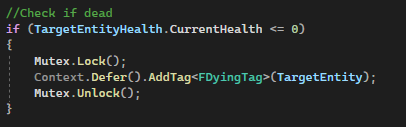 //Check if dead
if (TargetEntityHealth.CurrentHealth <= 0)
{
    Mutex.Lock();
    Context.Defer().AddTag<FDyingTag>(TargetEntity);
    Mutex.Unlock();
}